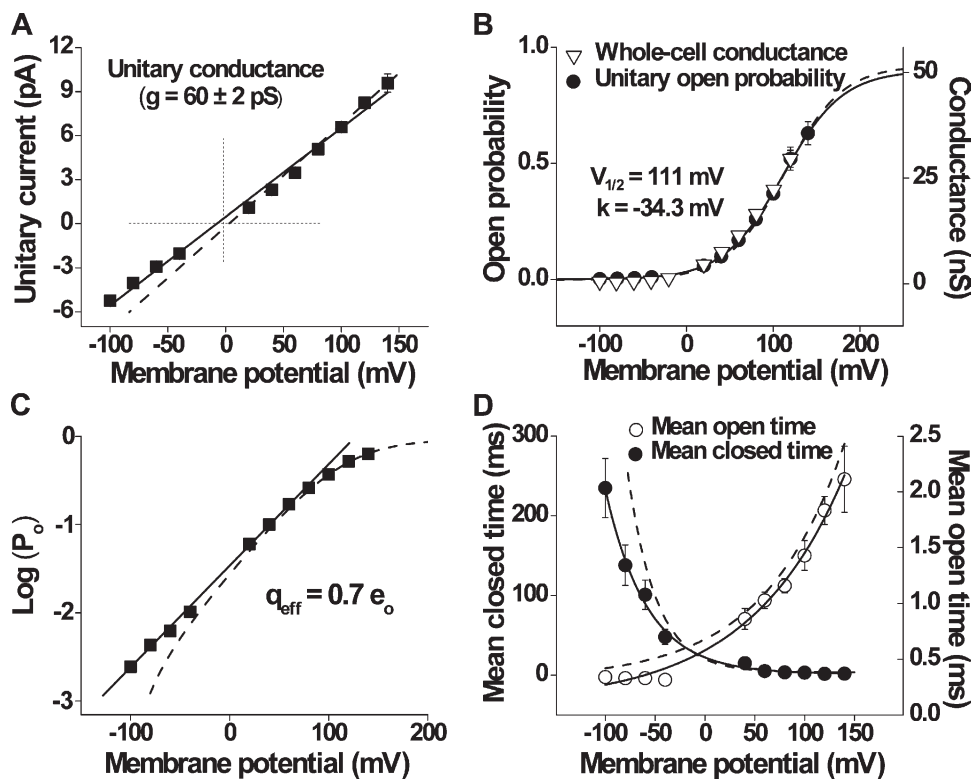 A
12
9
6
3
0
-3
-6
Unitary current (pA)
Unitary conductance
(g = 60 ± 2 pS)
-100 -50 0 50 100 150
Membrane potential (mV)
B
1.0
0.5
0.0
Open probability
Whole-cell conductance
Unitary open probability
V1/2 = 111 mV
k = -34.3 mV
50
25
0
Conductance (nS)
-100 0 100 200
Membrane potential (mV)
C
0
-1
-2
-3
Log (Po)
qeff = 0.7 eo
-100 0 100 200
Membrane potential (mV)
D
300
200
100
0
Mean closed time (ms)
Mean open time
Mean closed time
2.5
2.0
1.5
1.0
0.5
0.0
Mean open time (ms)
-100 -50 0 50 100 150
Membrane potential (mV)